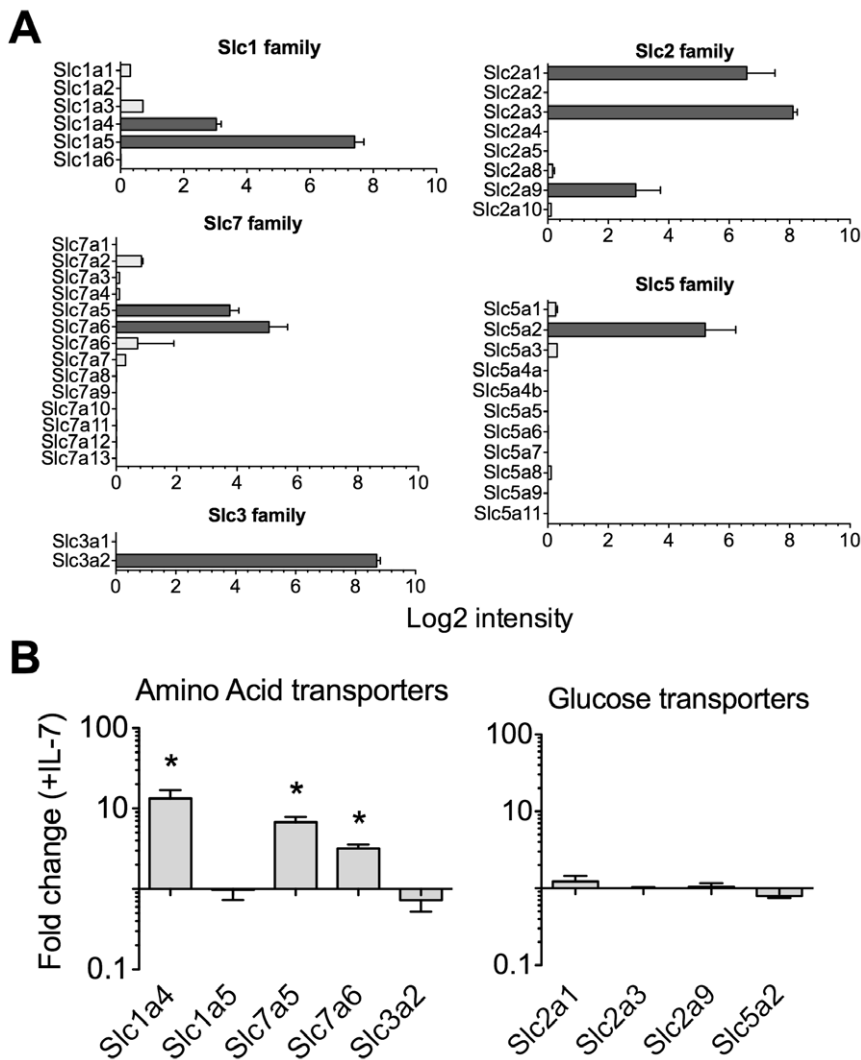 A
Slc1 family
Slc1a1
Slc1a2
Slc1a3
Slc1a4
Slc1a5
Slc1a6
0 2 4 6 8 10
Slc7 family
Slc7a1
Slc7a2
Slc7a3
Slc7a4
Slc7a5
Slc7a6
Slc7a6
Slc7a7
Slc7a8
Slc7a9
Slc7a10
Slc7a11
Slc7a12
Slc7a13
0 2 4 6 8 10
Slc3 family
Slc3a1
Slc3a2
0 2 4 6 8 10
Slc2 family
Slc2a1
Slc2a2
Slc2a3
Slc2a4
Slc2a5
Slc2a8
Slc2a9
Slc2a10
0 2 4 6 8 10
Slc5 family
Slc5a1
Slc5a2
Slc5a3
Slc5a4a
Slc5a4b
Slc5a5
Slc5a6
Slc5a7
Slc5a8
Slc5a9
Slc5a11
0 2 4 6 8 10
Log2 intensity
B
Amino Acid transporters
Fold change (+IL-7)
100
10
0.1
* * *
Slc1a4 Slc1a5 Slc7a5 Slc7a6 Slc3a2
Glucose transporters
100
10
0.1
Slc2a1 Slc2a3 Slc2a9 Slc5a2